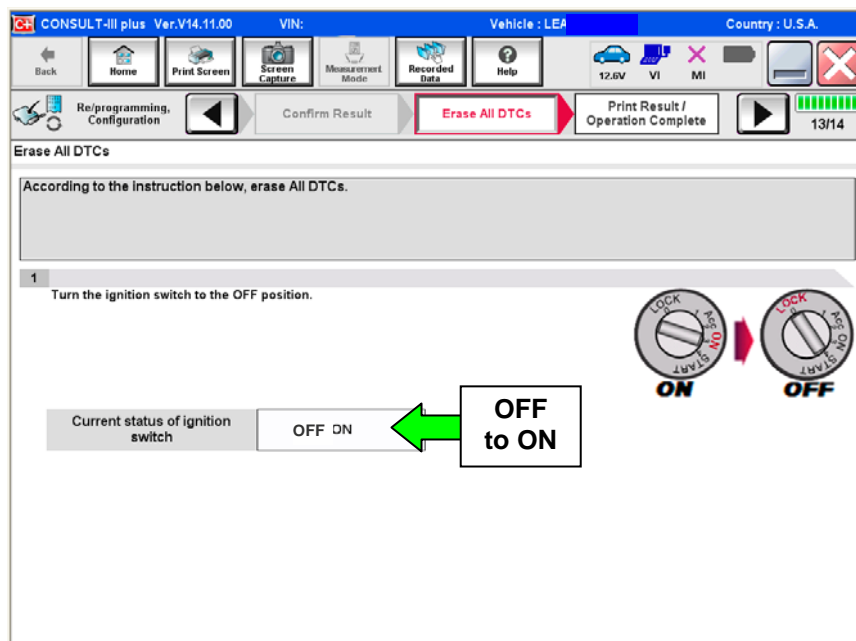 C+ CONSULT-III plus Ver.V14.11.00 VIN: Vehicle : LEA Country : U.S.A.
Back Home Print Screen Screen Capture Measurement Mode Recorded Data Help 12.6V VI MI
Re/programming, Configuration Confirm Result Erase All DTCs Print Result / Operation Complete 13/14
Erase All DTCs
According to the instruction below, erase All DTCs.
1
Turn the ignition switch to the OFF position.
LOCK Acc ON START
LOCK Acc ON START
ON OFF
Current status of ignition switch
OFF ON
OFF
to ON